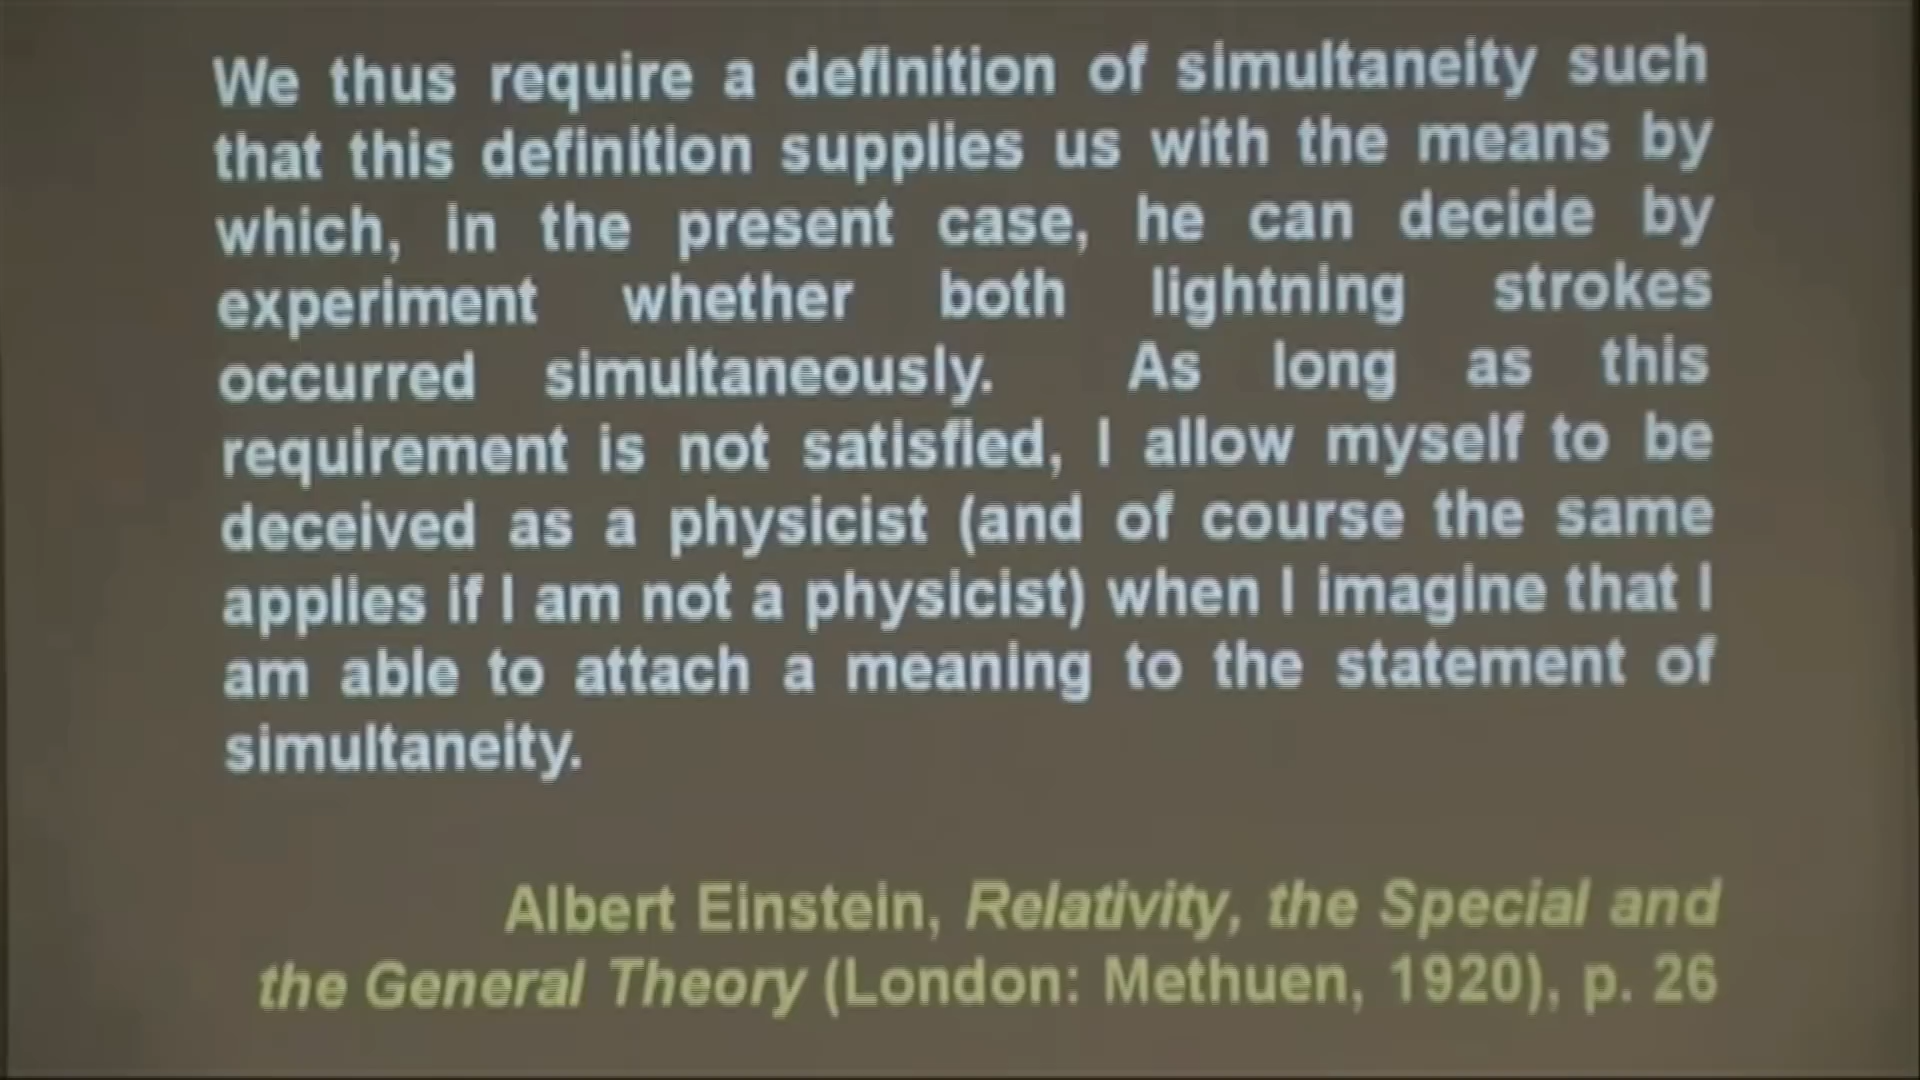 We thus require a definition of simultaneity such
that this definition supplies us with the means by
which, in the present case, he can decide by
experiment whether both lightning strokes
occurred simultaneously. As long as this
requirement is not satisfied, I allow myself to be
deceived as a physicist (and of course the same
applies if I am not a physicist) when I imagine that I
am able to attach a meaning to the statement of
simultaneity.
Albert Einstein, Relativity, the Special and
the General Theory (London: Methuen, 1920), p. 26